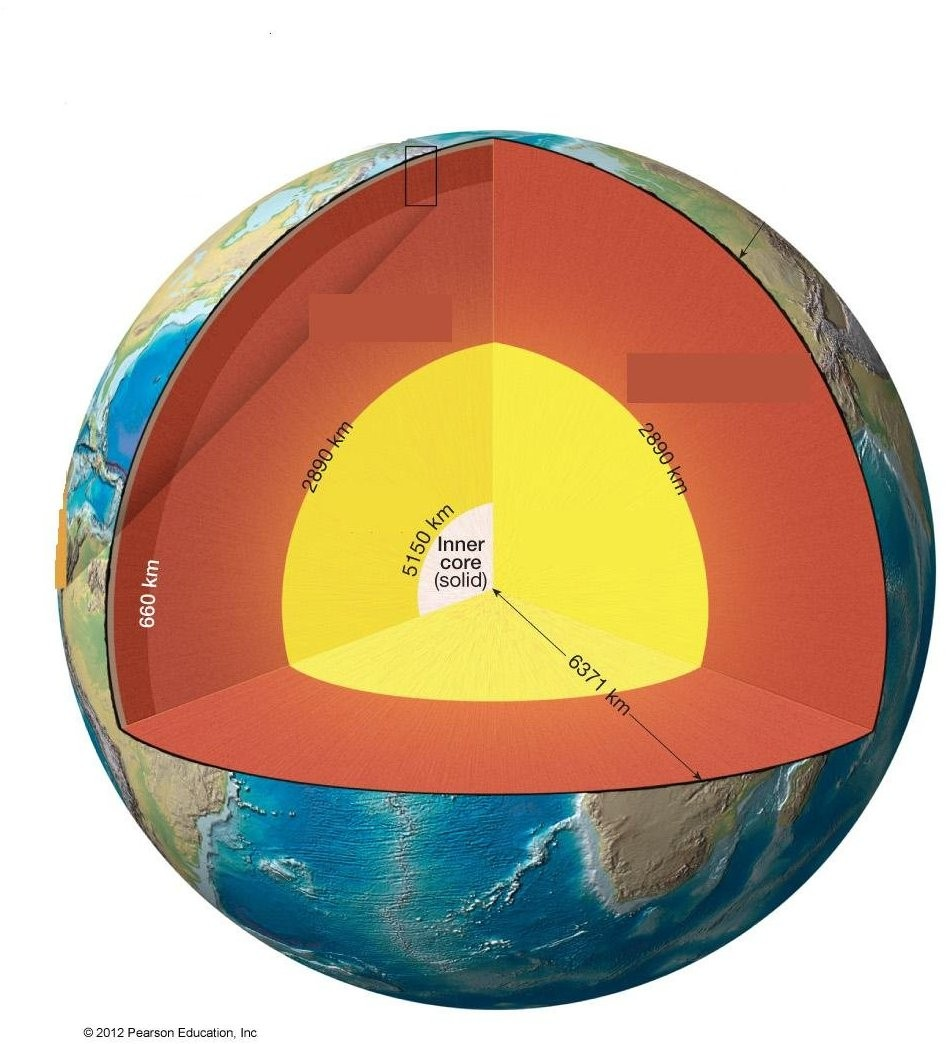 2890 km
2890 km
5150 km
Inner
core
(solid)
660 km
6371 km
© 2012 Pearson Education, Inc